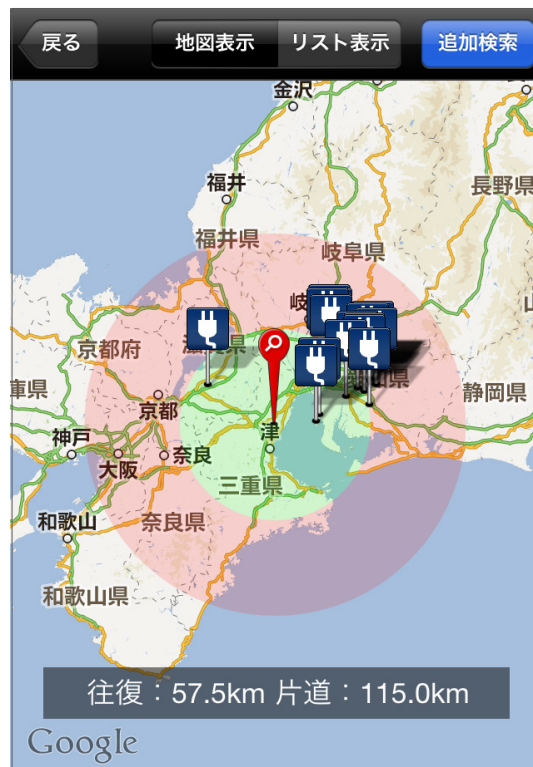 戻る 地図表示 リスト表示 追加検索
金沢
福井
長野県
福井県
岐阜県
京都府
庫県
静岡県
京都
神戸
津
大阪
奈良
三重県
和歌山
奈良県
和歌山県
往復：57.5km 片道：115.0km
Google